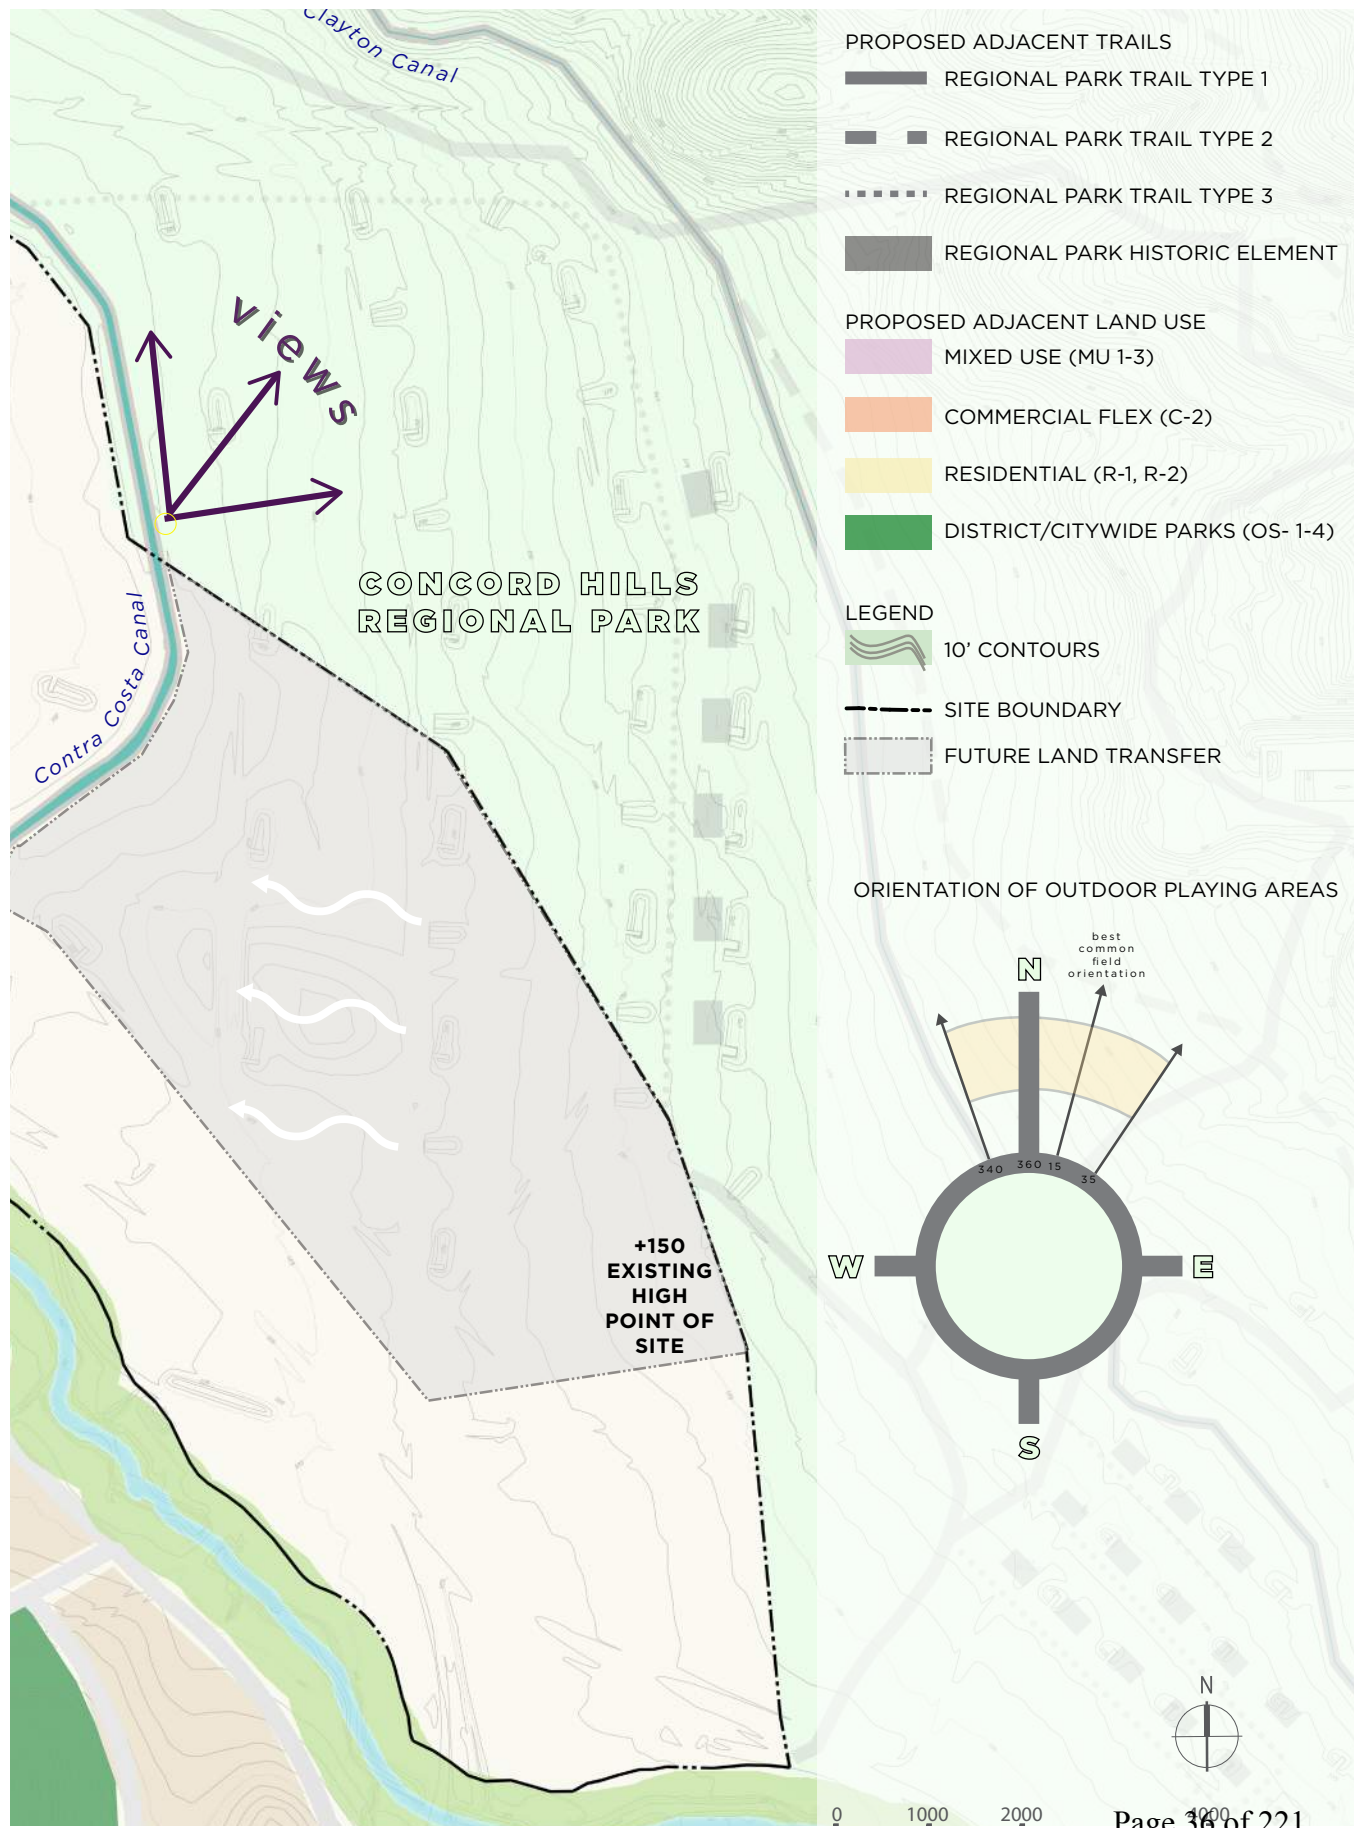 Clayton Canal
views
CONCORD HILLS
REGIONAL PARK
Contra Costa Canal
+150
EXISTING
HIGH
POINT OF
SITE
PROPOSED ADJACENT TRAILS
REGIONAL PARK TRAIL TYPE 1
REGIONAL PARK TRAIL TYPE 2
REGIONAL PARK TRAIL TYPE 3
REGIONAL PARK HISTORIC ELEMENT
PROPOSED ADJACENT LAND USE
MIXED USE (MU 1-3)
COMMERCIAL FLEX (C-2)
RESIDENTIAL (R-1, R-2)
DISTRICT/CITYWIDE PARKS (OS- 1-4)
LEGEND
10’ CONTOURS
SITE BOUNDARY
FUTURE LAND TRANSFER
ORIENTATION OF OUTDOOR PLAYING AREAS
best
common
field
orientation
N
340 360 15
35
W E
S
N
0 1000 2000 4000
Page 36 of 221